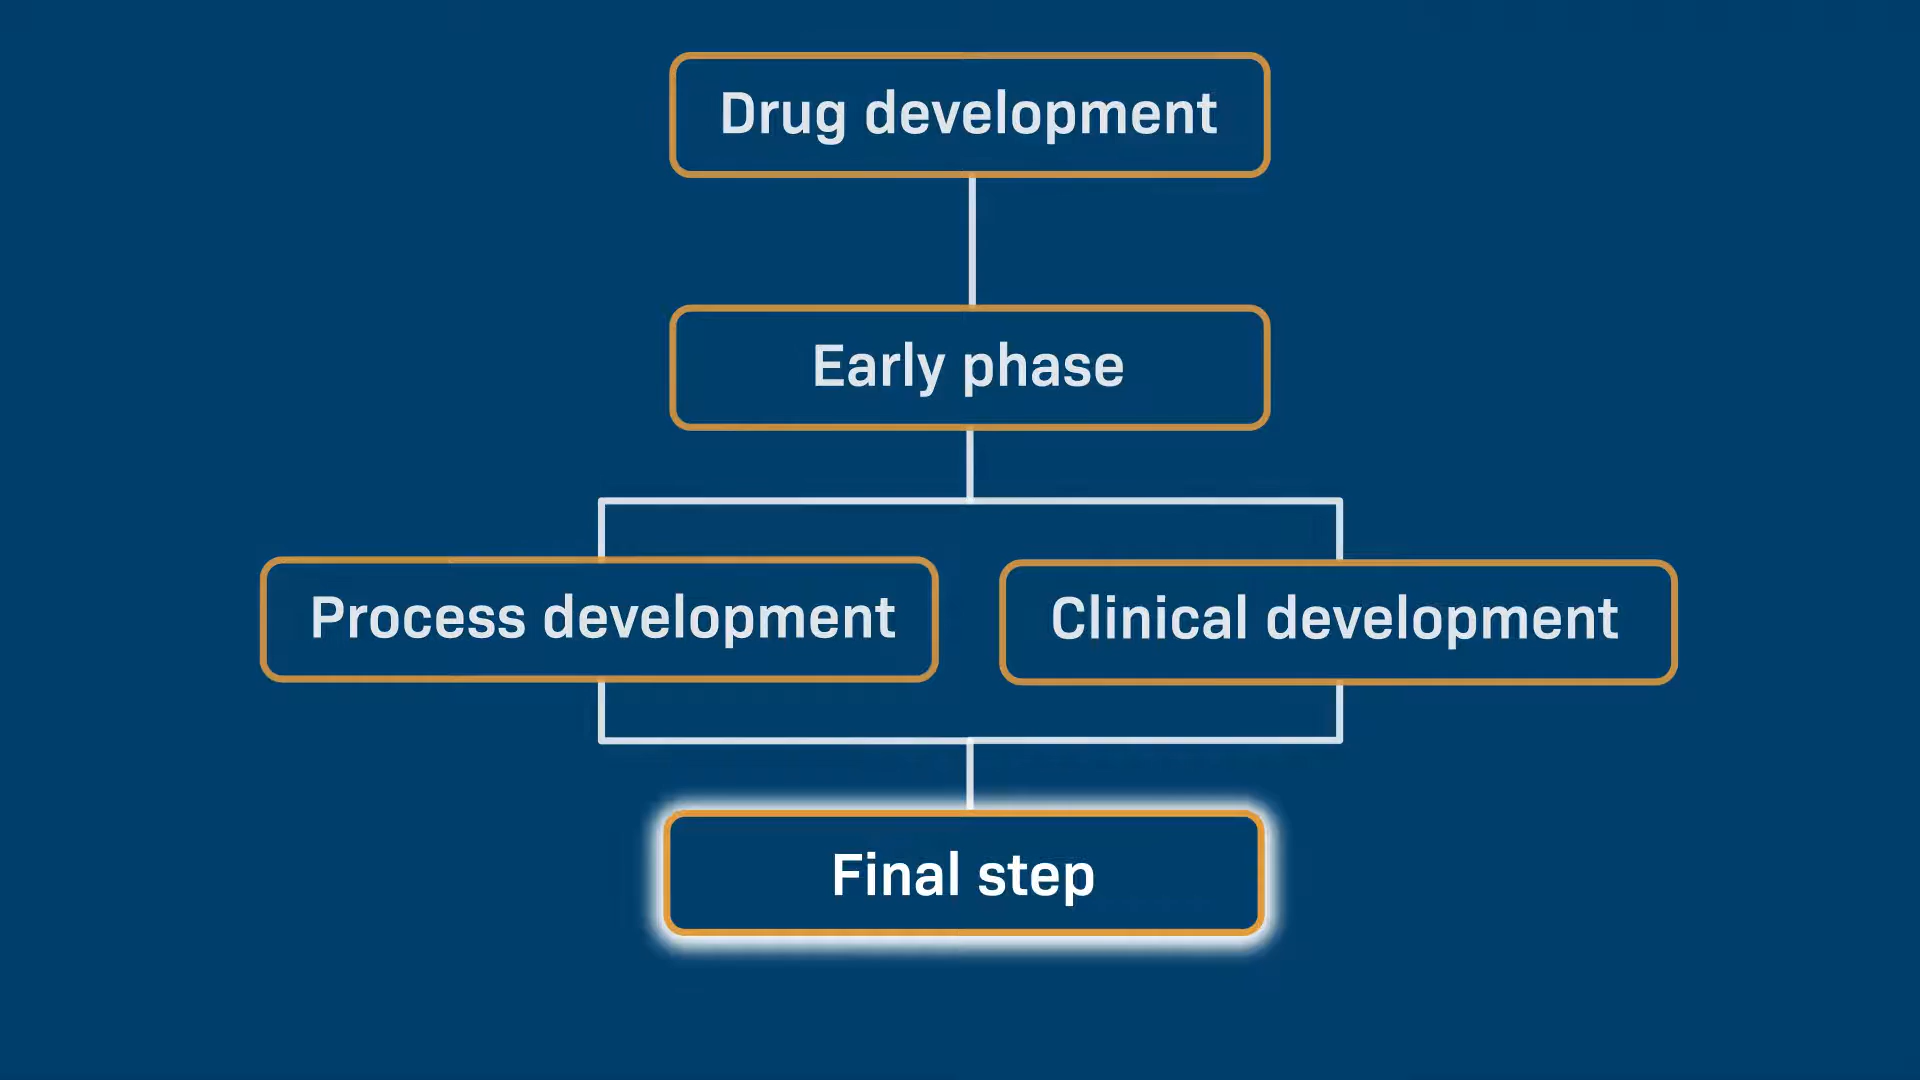 Drug development
Early phase
Process development
Clinical development
Final step